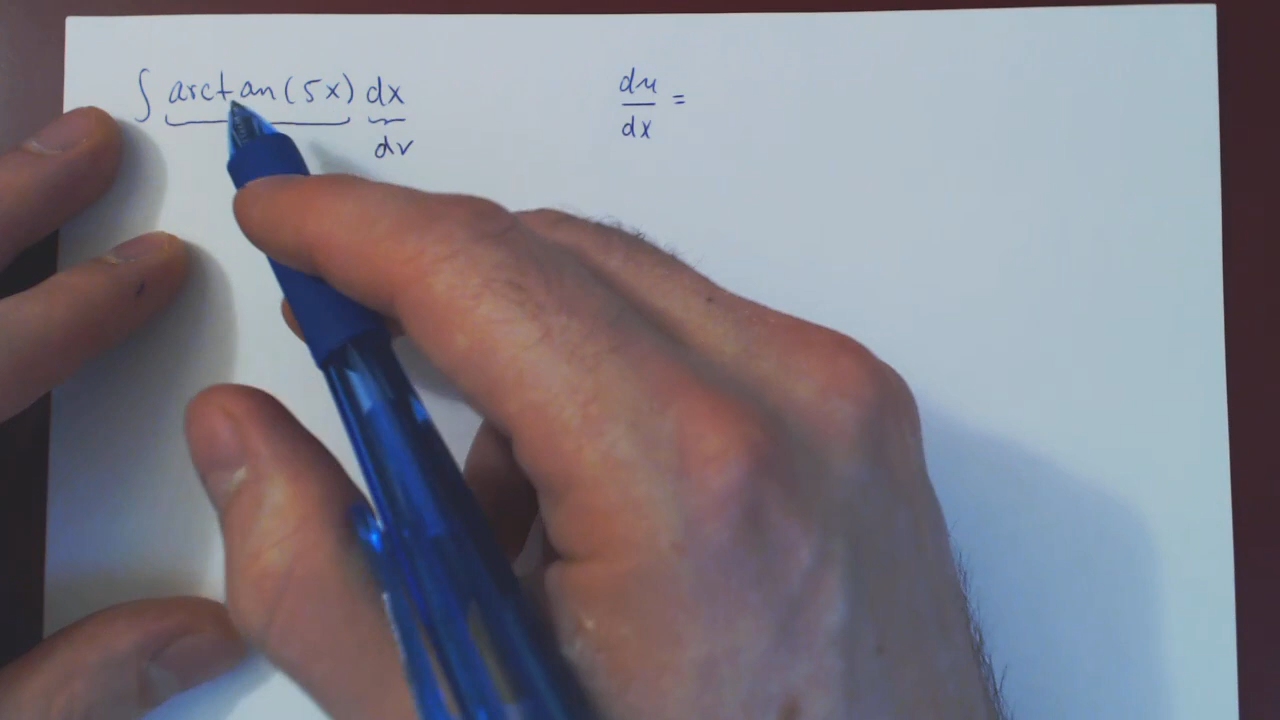 ∫ arctan(5x) dx
dv
du/dx =